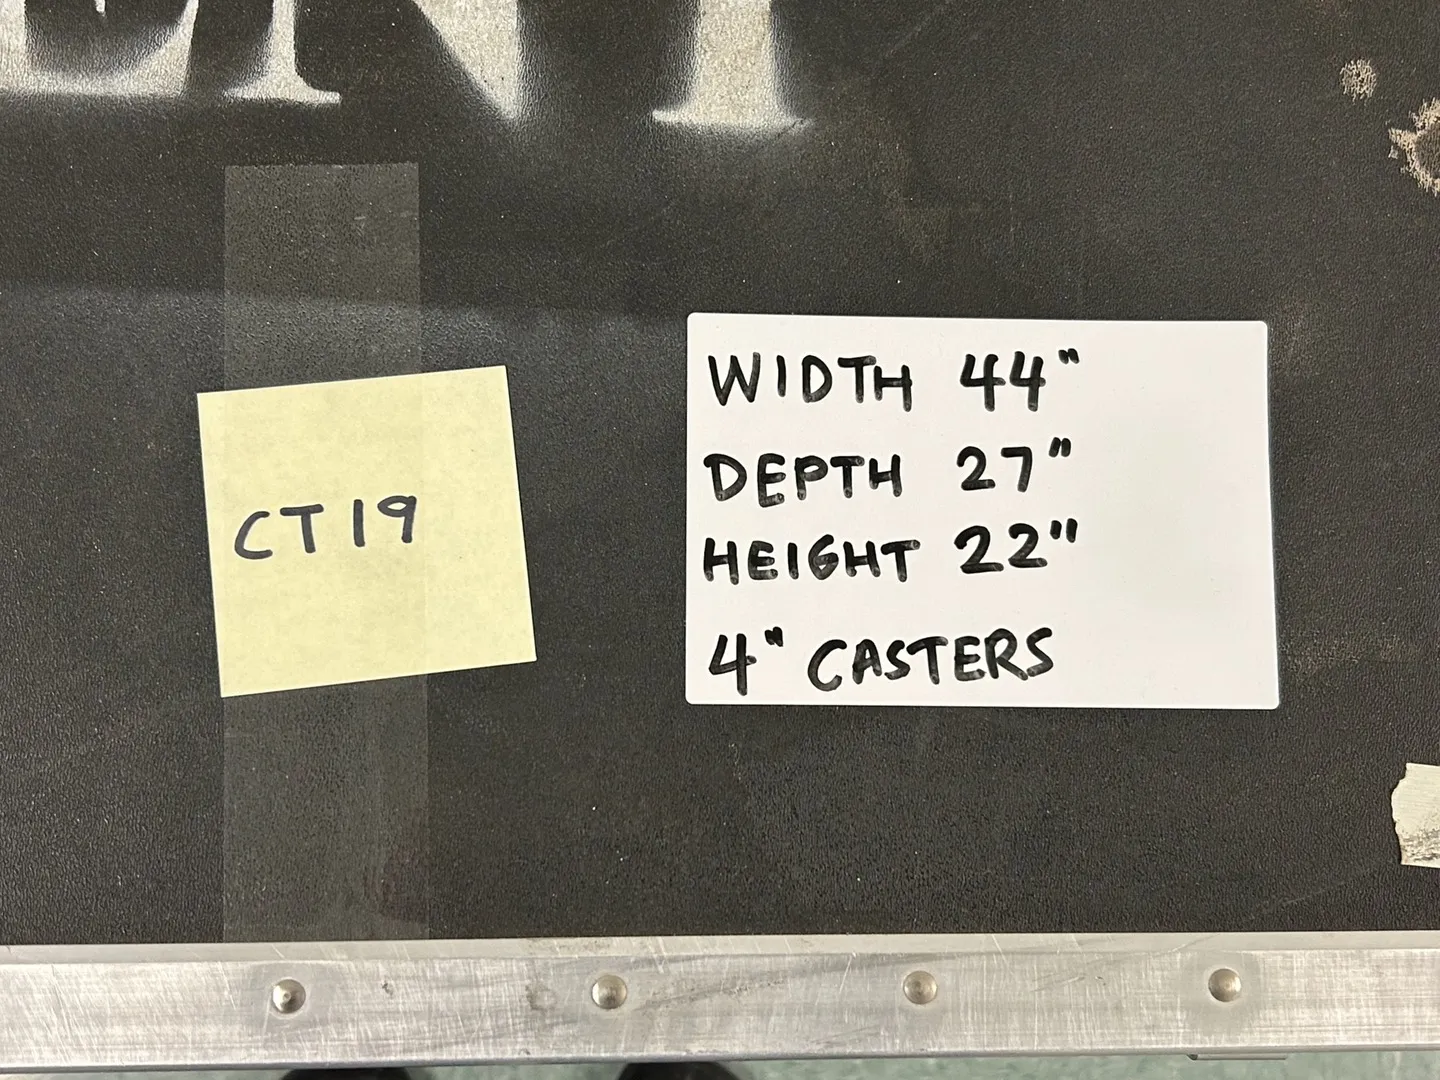 CT19
WIDTH 44"
DEPTH 27"
HEIGHT 22"
4" CASTERS